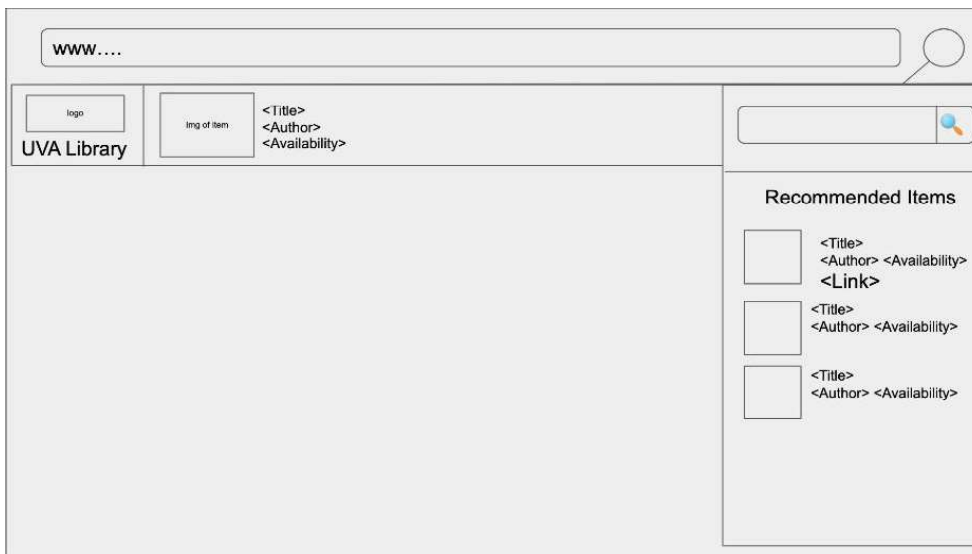 www....
logo
UVA Library
Img of Item
<Title>
<Author>
<Availability>
Recommended Items
<Title>
<Author> <Availability>
<Link>
<Title>
<Author> <Availability>
<Title>
<Author> <Availability>